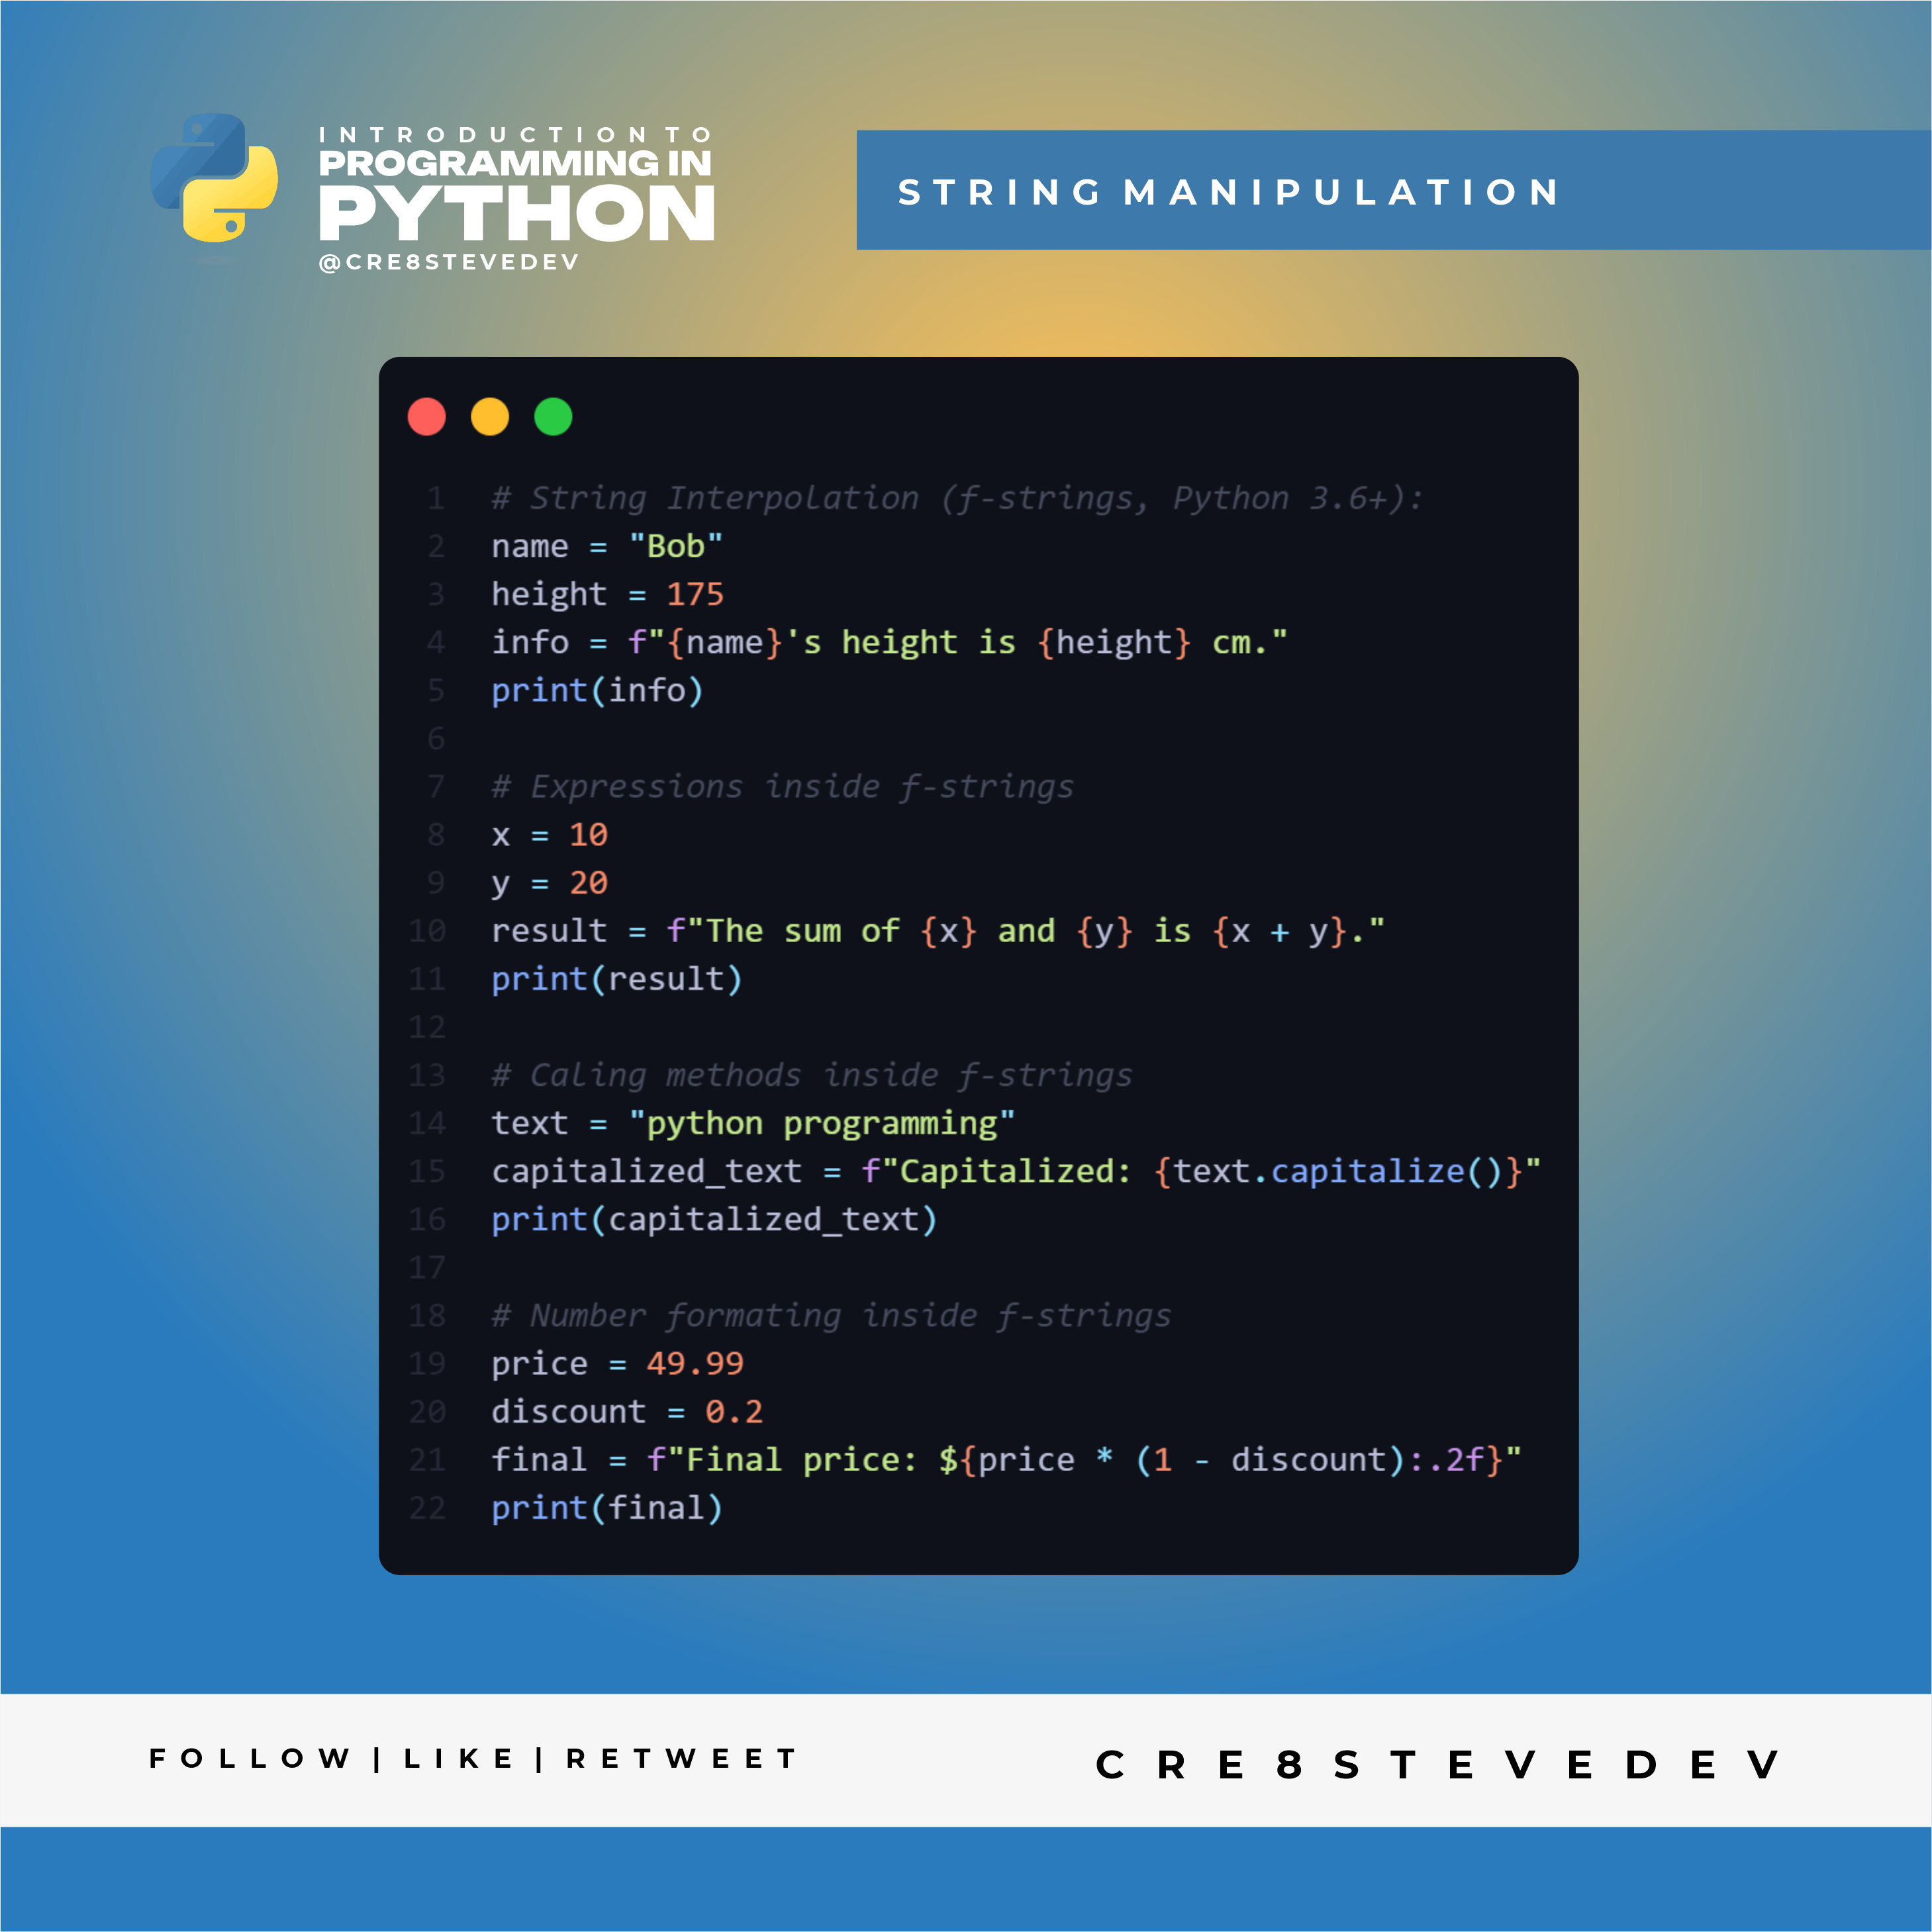 INTRODUCTION TO
PROGRAMMING IN
PYTHON
@CRE8STEVEDEV
STRING MANIPULATION
1 # String Interpolation (f-strings, Python 3.6+):
2 name = "Bob"
3 height = 175
4 info = f"{name}'s height is {height} cm."
5 print(info)
6
7 # Expressions inside f-strings
8 x = 10
9 y = 20
10 result = f"The sum of {x} and {y} is {x + y}."
11 print(result)
12
13 # Caling methods inside f-strings
14 text = "python programming"
15 capitalized_text = f"Capitalized: {text.capitalize()}"
16 print(capitalized_text)
17
18 # Number formating inside f-strings
19 price = 49.99
20 discount = 0.2
21 final = f"Final price: ${price * (1 - discount):.2f}"
22 print(final)
FOLLOW | LIKE | RETWEET
CRE8STEVEDEV